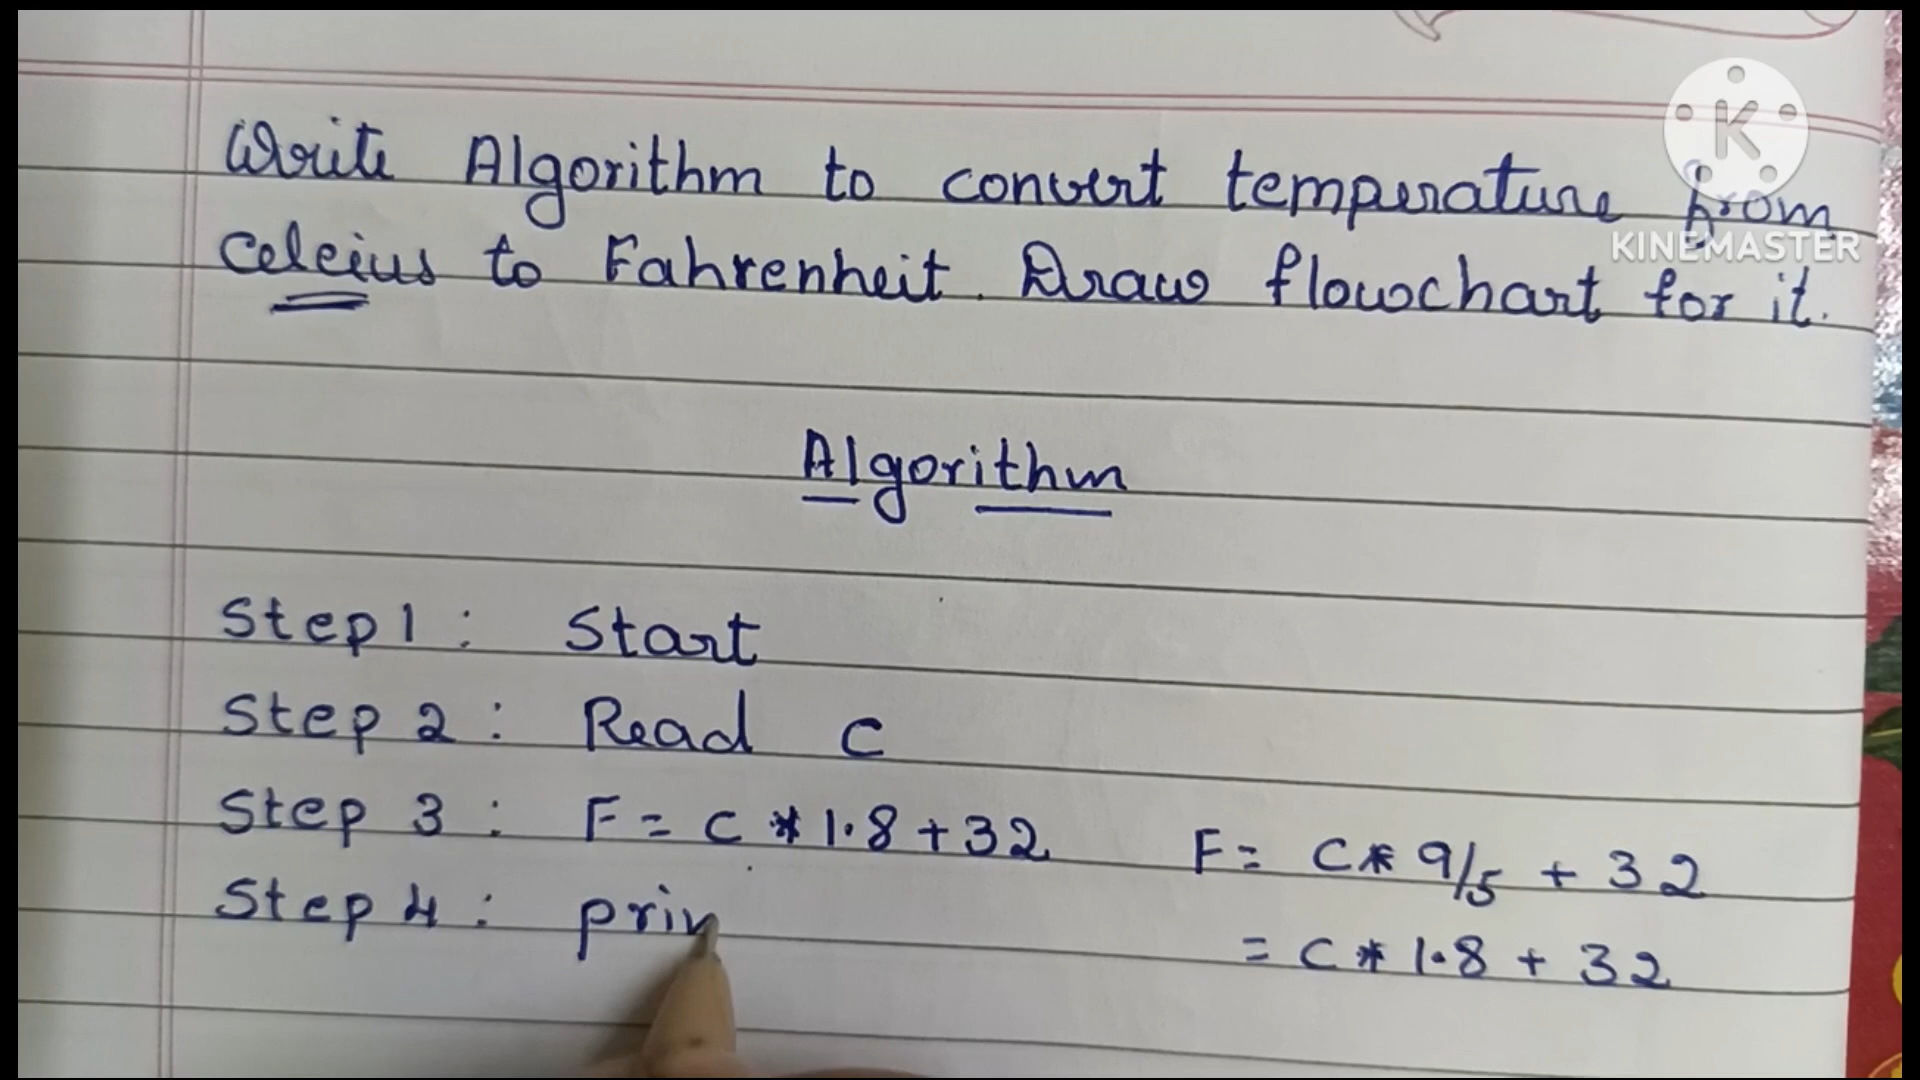 Write Algorithm to convert temperature from
Celcius to Fahrenheit. Draw flowchart for it.
Algorithm
Step 1 : Start
Step 2 : Read C
Step 3 : F = C * 1.8 + 32
F = C * 9/5 + 32
Step 4 : prin
= C * 1.8 + 32
K
KINEMASTER